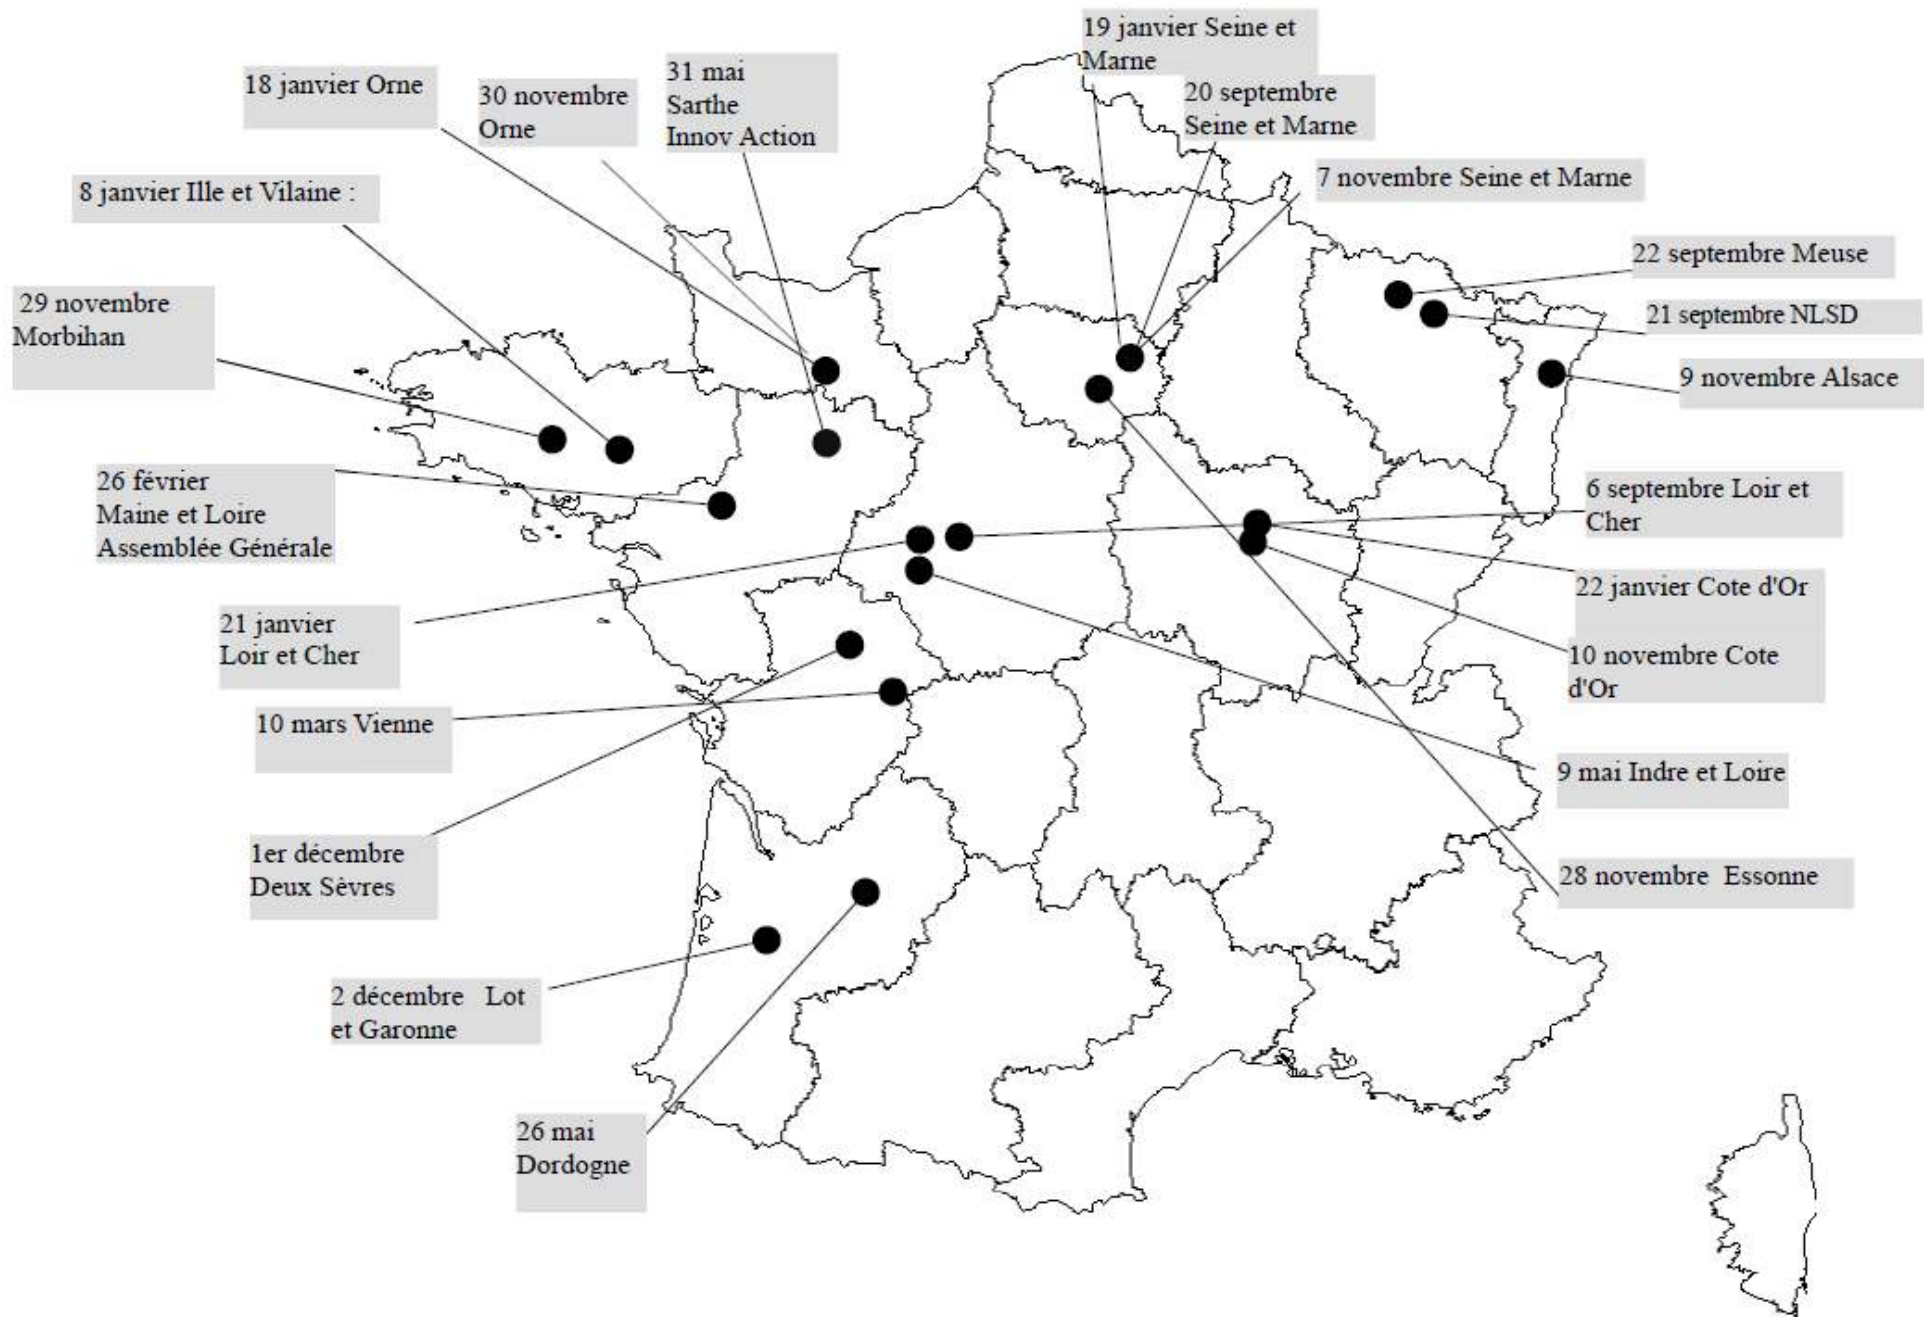 19 janvier Seine et
Marne
18 janvier Orne
30 novembre
Orne
31 mai
Sarthe
Innov Action
20 septembre
Seine et Marne
8 janvier Ille et Vilaine :
7 novembre Seine et Marne
22 septembre Meuse
29 novembre
Morbihan
21 septembre NLSD
9 novembre Alsace
26 février
Maine et Loire
Assemblée Générale
6 septembre Loir et
Cher
22 janvier Cote d'Or
21 janvier
Loir et Cher
10 novembre Cote
d'Or
10 mars Vienne
9 mai Indre et Loire
1er décembre
Deux Sèvres
28 novembre Essonne
2 décembre Lot
et Garonne
26 mai
Dordogne